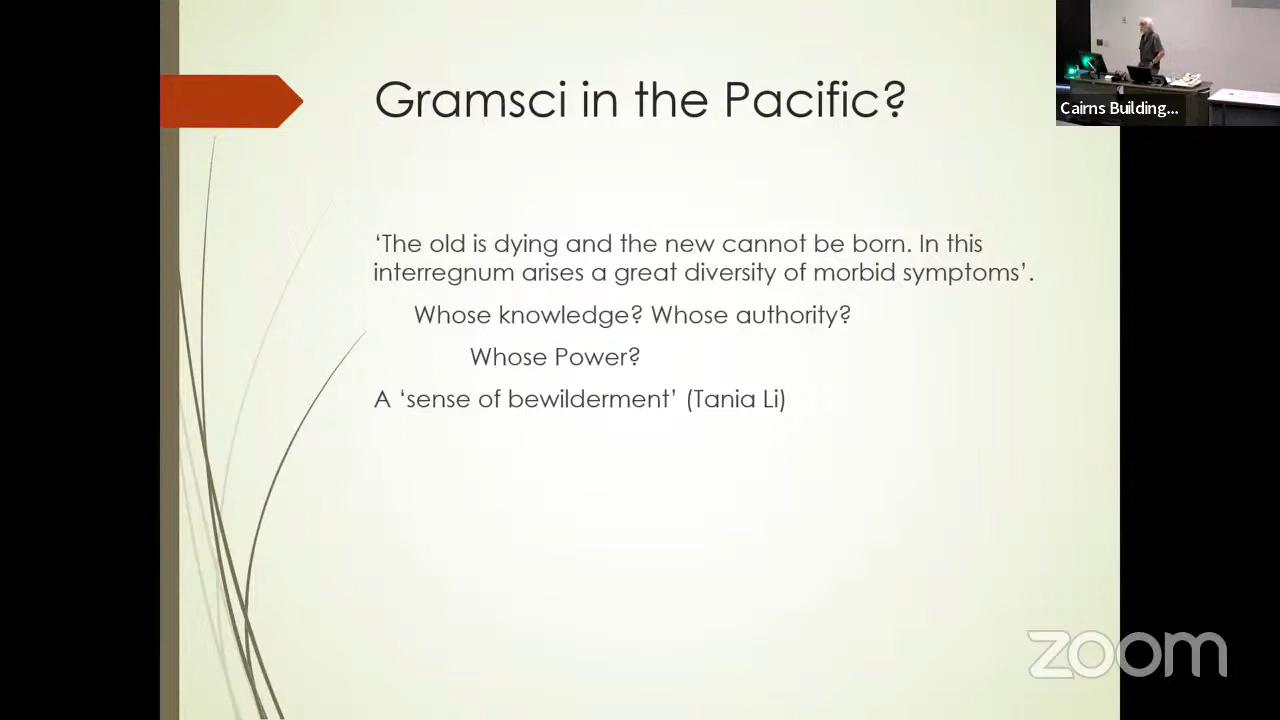 Gramsci in the Pacific?
Cairns Building...
‘The old is dying and the new cannot be born. In this
interregnum arises a great diversity of morbid symptoms’.
Whose knowledge? Whose authority?
Whose Power?
A ‘sense of bewilderment’ (Tania Li)
zoom